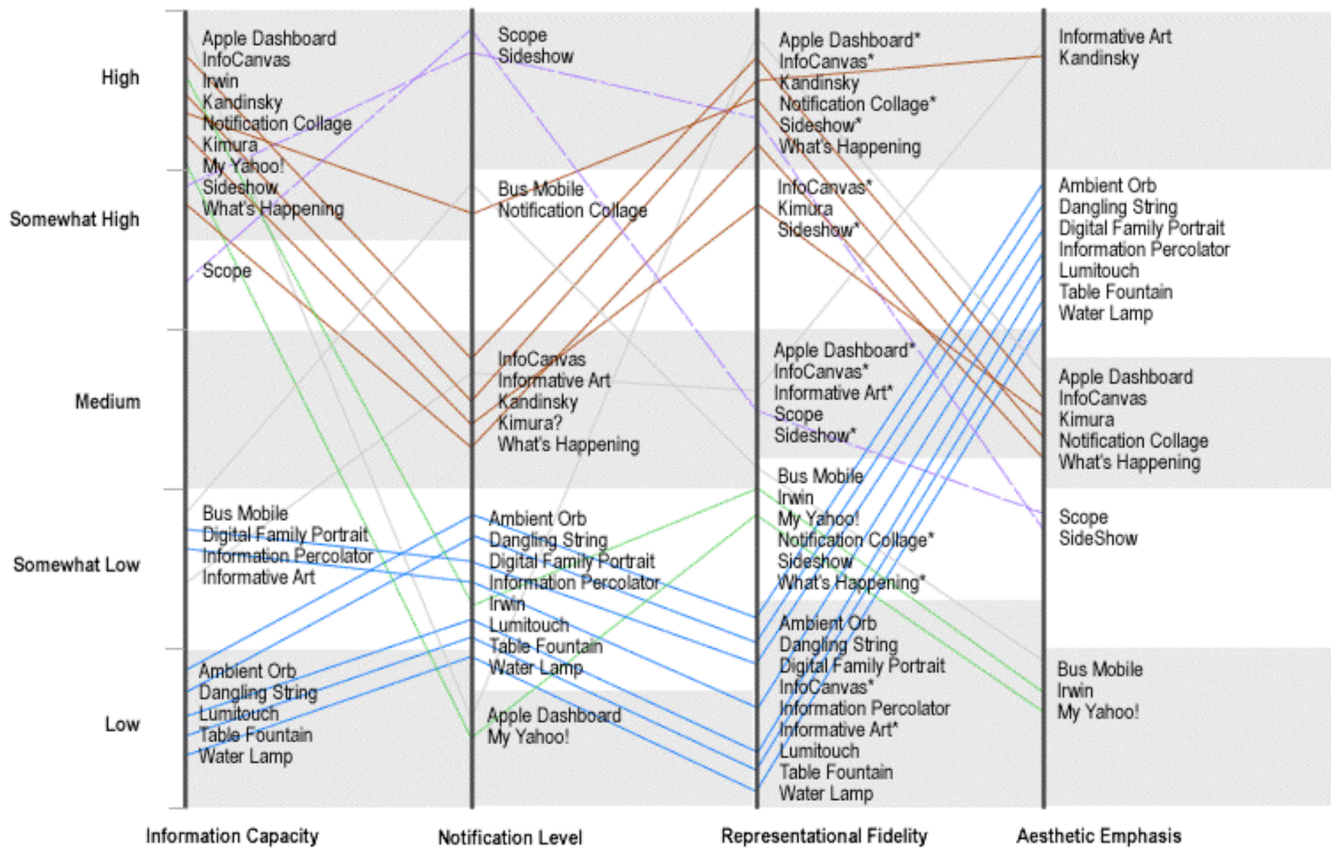 High
Somewhat High
Medium
Somewhat Low
Low
Apple Dashboard
InfoCanvas
Irwin
Kandinsky
Notification Collage
Kimura
My Yahoo!
Sideshow
What's Happening
Scope
Bus Mobile
Digital Family Portrait
Information Percolator
Informative Art
Ambient Orb
Dangling String
Lumitouch
Table Fountain
Water Lamp
Information Capacity
Scope
Sideshow
Bus Mobile
Notification Collage
InfoCanvas
Informative Art
Kandinsky
Kimura?
What's Happening
Ambient Orb
Dangling String
Digital Family Portrait
Information Percolator
Irwin
Lumitouch
Table Fountain
Water Lamp
Apple Dashboard
My Yahoo!
Notification Level
Apple Dashboard*
InfoCanvas*
Kandinsky
Notification Collage*
Sideshow*
What's Happening
InfoCanvas*
Kimura
Sideshow*
Apple Dashboard*
InfoCanvas*
Informative Art*
Scope
Sideshow*
Bus Mobile
Irwin
My Yahoo!
Notification Collage*
Sideshow
What's Happening*
Ambient Orb
Dangling String
Digital Family Portrait
InfoCanvas*
Information Percolator
Informative Art*
Lumitouch
Table Fountain
Water Lamp
Representational Fidelity
Informative Art
Kandinsky
Ambient Orb
Dangling String
Digital Family Portrait
Information Percolator
Lumitouch
Table Fountain
Water Lamp
Apple Dashboard
InfoCanvas
Kimura
Notification Collage
What's Happening
Scope
SideShow
Bus Mobile
Irwin
My Yahoo!
Aesthetic Emphasis